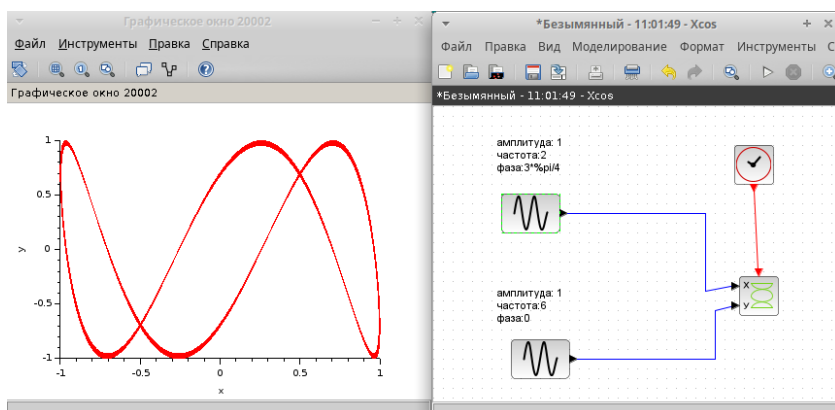 Графическое окно 20002
Файл Инструменты Правка Справка
Графическое окно 20002
1
0.5
0
-0.5
-1
y
-1 -0.5 0 0.5 1
x
*Безымянный - 11:01:49 - Xcos
Файл Правка Вид Моделирование Формат Инструменты С
*Безымянный - 11:01:49 - Xcos
амплитуда: 1
частота:2
фаза:3*%pi/4
X
y
амплитуда: 1
частота:6
фаза:0